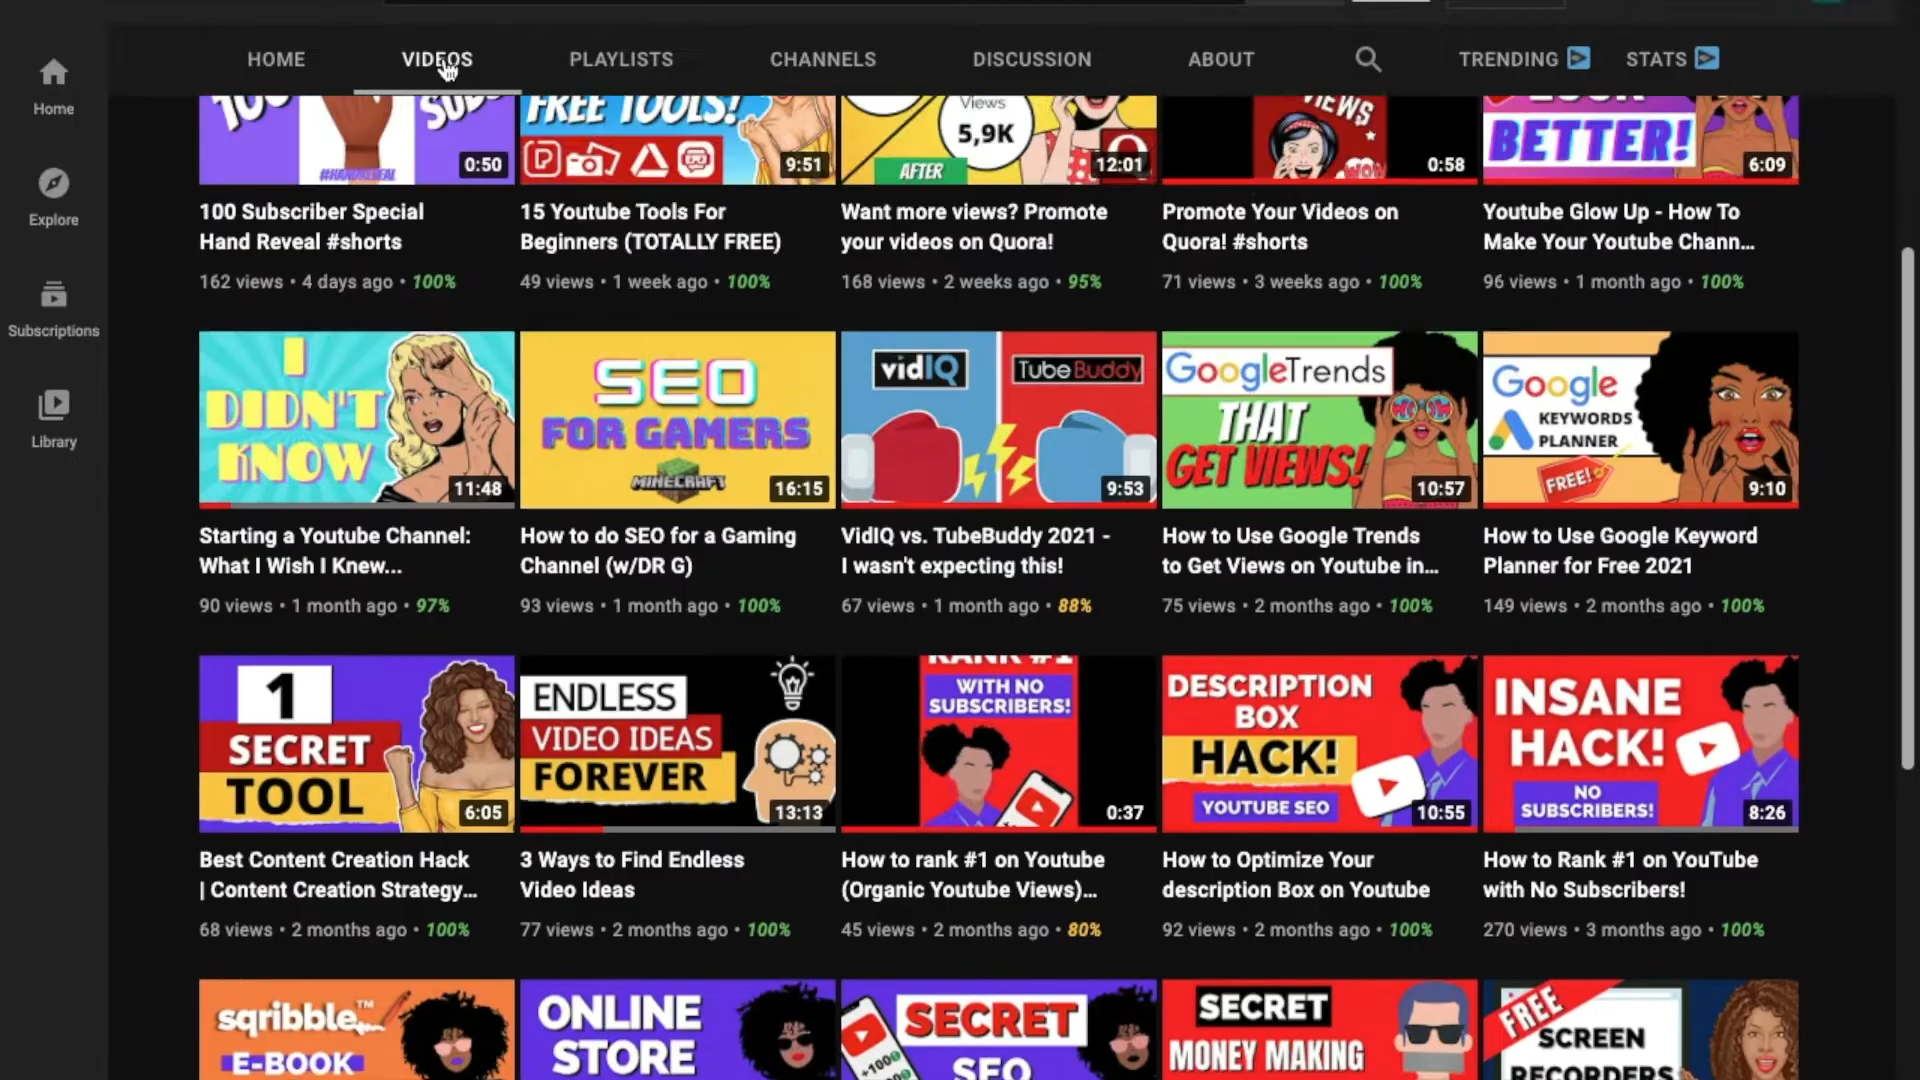 HOME
VIDEOS
PLAYLISTS
CHANNELS
DISCUSSION
ABOUT
TRENDING
STATS
Home
Explore
Subscriptions
Library
100
SUBS
#HANDREVEAL
0:50
FREE TOOLS!
9:51
Views
5,9K
AFTER
12:01
VIEWS
WOW
0:58
LOOK
BETTER!
6:09
100 Subscriber Special
Hand Reveal #shorts
162 views • 4 days ago • 100%
15 Youtube Tools For
Beginners (TOTALLY FREE)
49 views • 1 week ago • 100%
Want more views? Promote
your videos on Quora!
168 views • 2 weeks ago • 95%
Promote Your Videos on
Quora! #shorts
71 views • 3 weeks ago • 100%
Youtube Glow Up - How To
Make Your Youtube Chann...
96 views • 1 month ago • 100%
I
DIDN'T
KNOW
11:48
SEO
FOR GAMERS
MINECRAFT
16:15
vidIQ
TubeBuddy
9:53
GoogleTrends
THAT
GET VIEWS!
WOW
10:57
Google
KEYWORDS
PLANNER
FREE!
9:10
Starting a Youtube Channel:
What I Wish I Knew...
90 views • 1 month ago • 97%
How to do SEO for a Gaming
Channel (w/DR G)
93 views • 1 month ago • 100%
VidIQ vs. TubeBuddy 2021 -
I wasn't expecting this!
67 views • 1 month ago • 88%
How to Use Google Trends
to Get Views on Youtube in...
75 views • 2 months ago • 100%
How to Use Google Keyword
Planner for Free 2021
149 views • 2 months ago • 100%
1
SECRET
TOOL
6:05
ENDLESS
VIDEO IDEAS
FOREVER
13:13
RANK #1
WITH NO
SUBSCRIBERS!
0:37
DESCRIPTION
BOX
HACK!
YOUTUBE SEO
10:55
INSANE
HACK!
NO
SUBSCRIBERS!
8:26
Best Content Creation Hack
| Content Creation Strategy...
68 views • 2 months ago • 100%
3 Ways to Find Endless
Video Ideas
77 views • 2 months ago • 100%
How to rank #1 on Youtube
(Organic Youtube Views)...
45 views • 2 months ago • 80%
How to Optimize Your
description Box on Youtube
92 views • 2 months ago • 100%
How to Rank #1 on YouTube
with No Subscribers!
270 views • 3 months ago • 100%
sqribble™
E-BOOK
ONLINE
STORE
+100
SECRET
SEO
SECRET
MONEY MAKING
FREE
SCREEN
RECORDERS